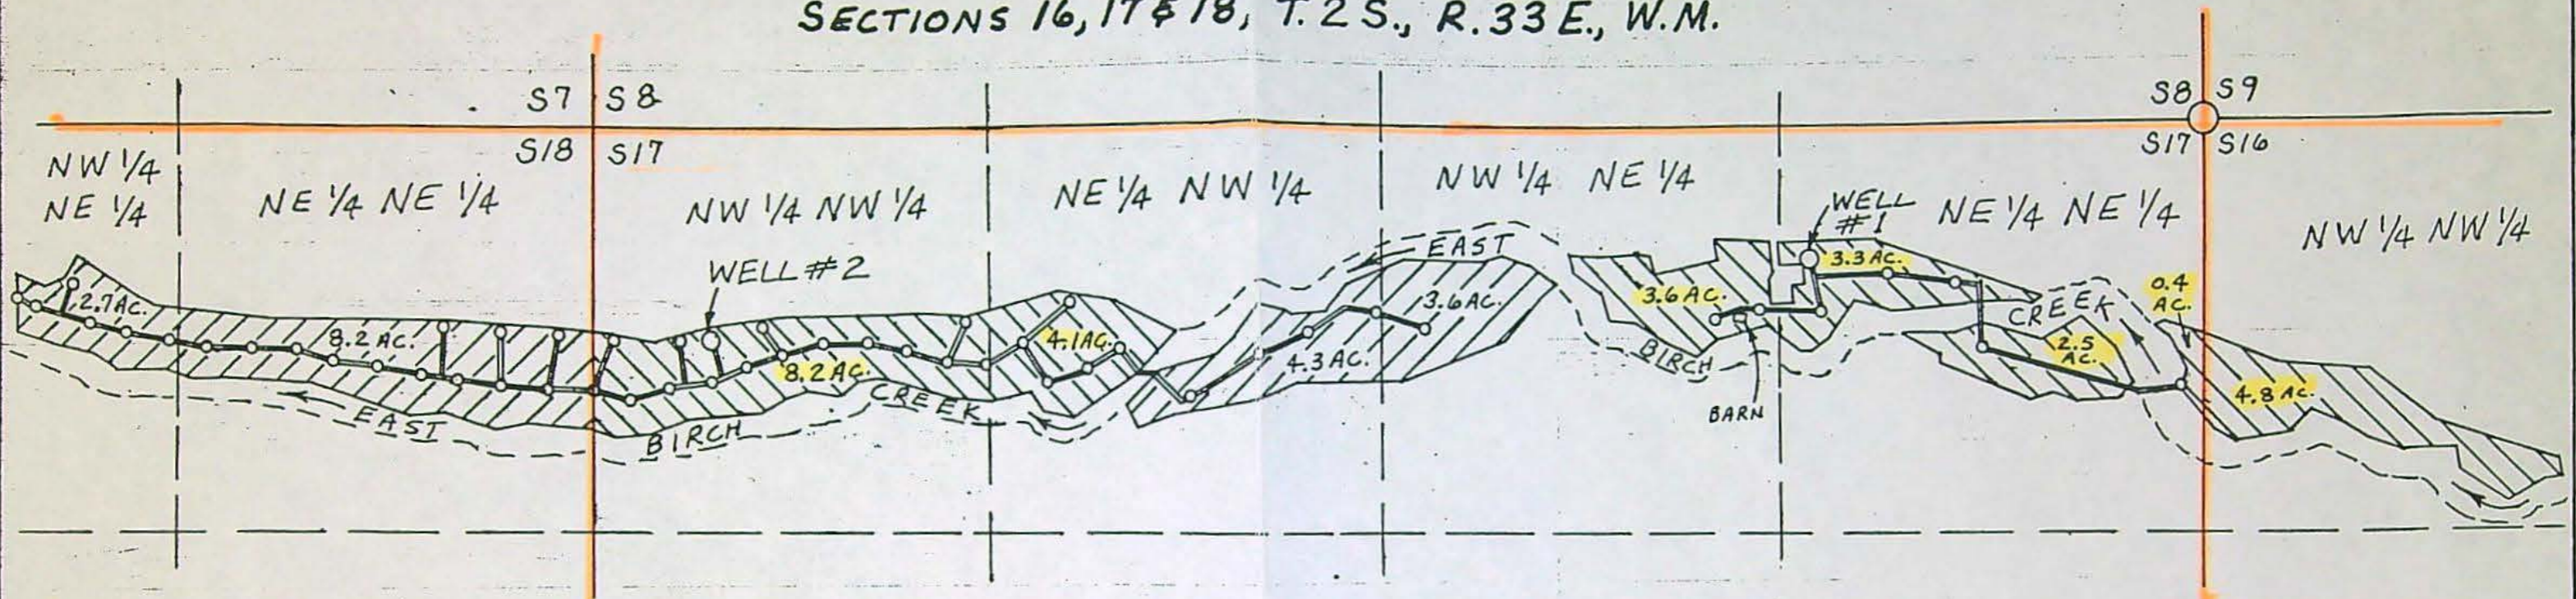 SECTIONS 16, 17 & 18, T. 2 S., R. 33 E., W.M.
S7 S8
S8 S9
S18 S17
S17 S16
NW 1/4
NE 1/4
NE 1/4 NE 1/4
NW 1/4 NW 1/4
NE 1/4 NW 1/4
NW 1/4 NE 1/4
WELL
#1
NE 1/4 NE 1/4
NW 1/4 NW 1/4
WELL #2
EAST
3.3 AC.
2.7 AC.
8.2 AC.
8.2 AC.
4.1 AC.
3.6 AC.
4.3 AC.
3.6 AC.
CREEK
0.4
AC.
2.5
AC.
4.8 AC.
BIRCH
BARN
CREEK
EAST
BIRCH